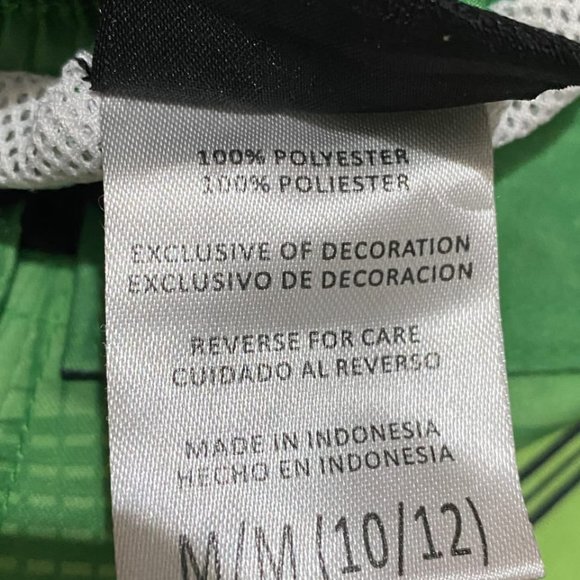 100% POLYESTER
100% POLIESTER
EXCLUSIVE OF DECORATION
EXCLUSIVO DE DECORACION
REVERSE FOR CARE
CUIDADO AL REVERSO
MADE IN INDONESIA
HECHO EN INDONESIA
M/M (10/12)